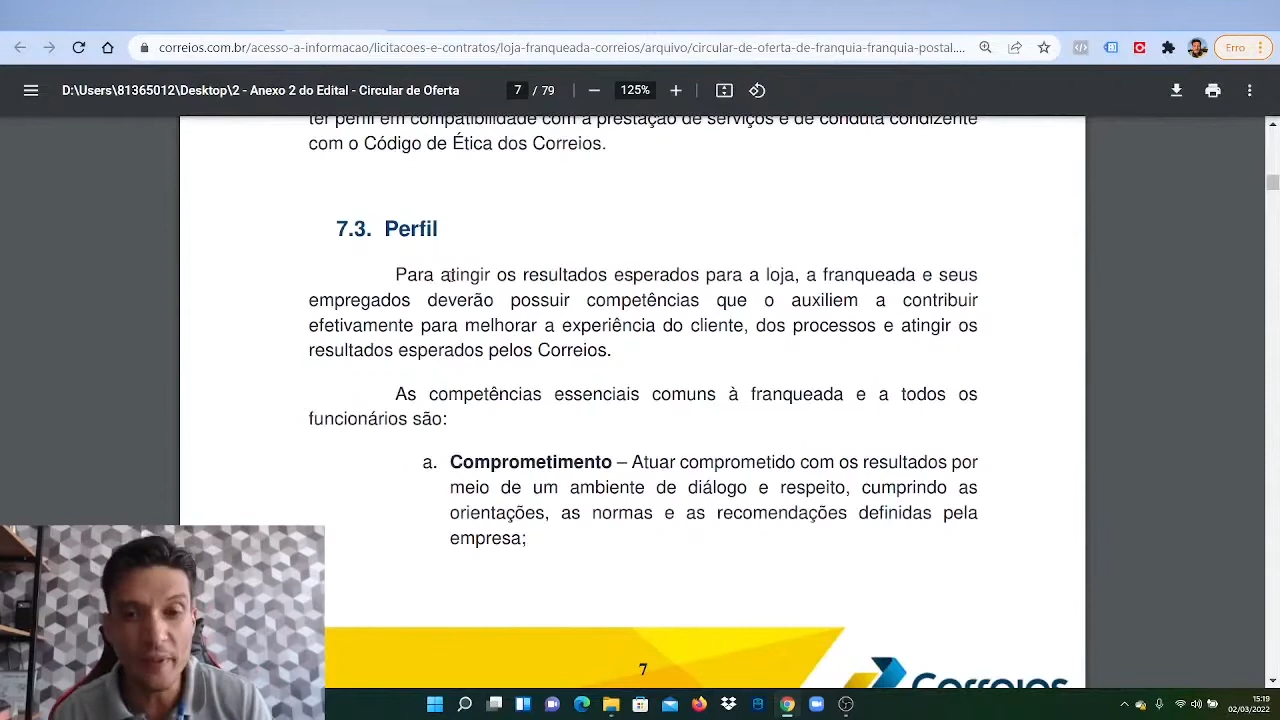 correios.com.br/acesso-a-informacao/licitacoes-e-contratos/loja-franqueada-correios/arquivo/circular-de-oferta-de-franquia-franquia-postal....
Erro
D:\Users\81365012\Desktop\2 - Anexo 2 do Edital - Circular de Oferta
7 / 79
125%
ter perfil em compatibilidade com a prestação de serviços e de conduta condizente
com o Código de Ética dos Correios.
7.3. Perfil
Para atingir os resultados esperados para a loja, a franqueada e seus
empregados deverão possuir competências que o auxiliem a contribuir
efetivamente para melhorar a experiência do cliente, dos processos e atingir os
resultados esperados pelos Correios.
As competências essenciais comuns à franqueada e a todos os
funcionários são:
a. Comprometimento – Atuar comprometido com os resultados por
meio de um ambiente de diálogo e respeito, cumprindo as
orientações, as normas e as recomendações definidas pela
empresa;
7
Correios
15:19
02/03/2022